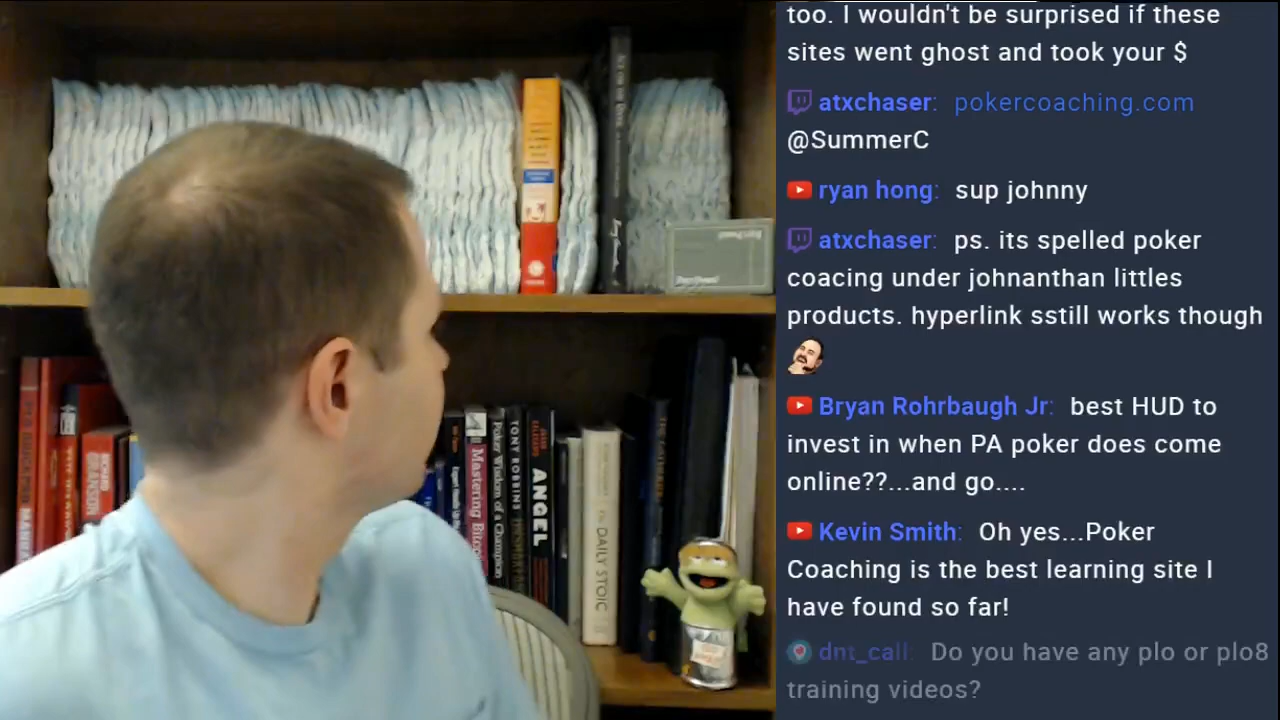 too. I wouldn't be surprised if these
sites went ghost and took your $
atxchaser: pokercoaching.com
@SummerC
ryan hong: sup johnny
atxchaser: ps. its spelled poker
coacing under johnanthan littles
products. hyperlink sstill works though
Bryan Rohrbaugh Jr: best HUD to
invest in when PA poker does come
online??...and go....
Kevin Smith: Oh yes...Poker
Coaching is the best learning site I
have found so far!
dnt_call: Do you have any plo or plo8
training videos?
RICHARD
BRANSON
Mastering
Poker Wisdom of a Champion
TONY ROBBINS
ANGEL
THE DAILY STOIC